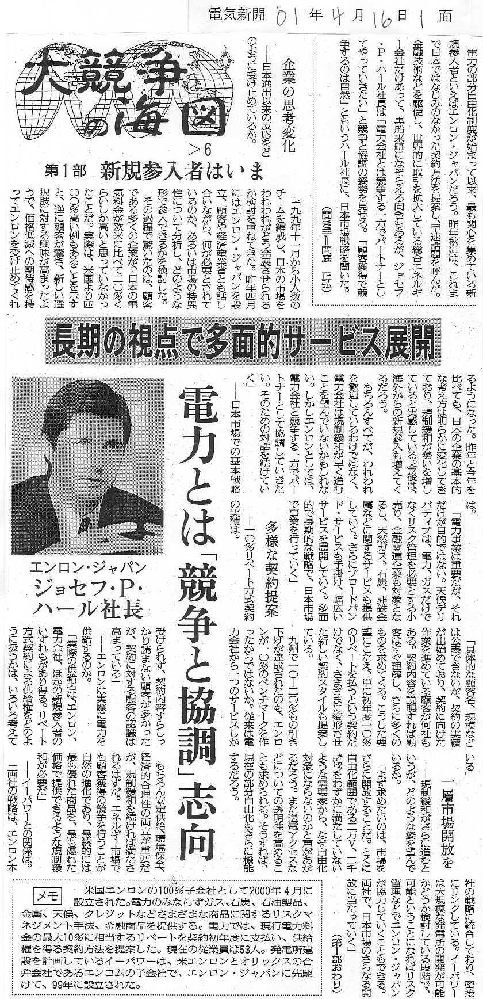 電気新聞 '01年4月16日1面
大競争の海図
▷6
第1部 新規参入者はいま
電力の部分自由化制度が始まって以来、最も関心を集めている新
規参入者といえばエンロン・ジャパンだろう。昨年秋には、これま
で日本ではなじみのなかった契約方法を提案し、早速話題を呼んだ。
金融技術などを駆使し、世界的に取引を拡大している総合エネルギ
ー会社だけあって、黒船来航になぞらえる向きもあるが、ジョセフ
・P・ハール社長は「電力会社とは競争する一方でパートナーとし
てやっていきたい」と競争と協調の姿勢を見せる。「顧客獲得で競
争するのは自然」ともいうハール社長に、日本市場戦略を聞いた。
(聞き手=間庭 正弘)
企業の思考変化
――日本進出以来の反応をど
のように受け止めているか。
「九九年十一月から小人数の
チームを編成し、日本の市場を
われわれがどう発展させられる
か検討を重ねてきた。昨年四月
にはエンロン・ジャパンを設
立、顧客や経済産業省とも話し
合いながら、何が必要とされて
いるのか、あるいは市場の特異
性について分析し、どのような
形で参入できるかを検討した。
その過程で驚いたのは、顧客
である多くの企業が、日本の電
気料金が欧米に比べて二〇%く
らいしか高いと思っていなかっ
たことだ。実際は、米国より四
〇〇%高い例もあることを示す
と、逆に顧客が驚き、新しい選
択肢に対する興味が高まったよ
うで、価格低減への期待感を持
ってエンロンを受け止めてくれ
長期の視点で多面的サービス展開
電力とは「競争と協調」志向
エンロン・ジャパン
ジョセフ・P・
ハール社長
るようになった。昨年と今年を
比べても、日本の企業の基本的
な考え方は明らかに変化してき
ており、規制緩和が勢いを増し
ていると実感している。今後は、
海外からの新規参入も増えてく
るだろう。
もちろんすべてが、われわれ
を歓迎しているわけではなく、
電力会社は規制緩和が早く進む
ことを望んでいないかもしれな
い。しかしエンロンとしては、
電力会社と競争する一方でパー
トナーとして協調していきた
い。そのための対話を続けてい
く」
――日本市場での基本戦略
は。
「電力事業は重要だが、それ
だけが目的ではない。天候デリ
バティブは、電力、ガスだけで
なくリスク管理を必要とする小
売り、金融関連企業も対象とな
るし、天然ガス、石炭、非鉄金
属などに関するサービスも提供
していく。さらにブロードバン
ド・サービスも手掛け、幅広い
サービスを展開していく。多面
的で長期的な戦略で、日本市場
で事業を行っていく」
多様な契約提案
――一〇%リベート方式契約
の実績は。
「具体的な顧客名、規模など
は公表できないが、契約の実績
が出始めており、契約に向けた
作業を進めている顧客が何社も
ある。契約内容を説明すれば顧
客はすぐ理解し、さらに多くの
ものを求めてくる。こうした要
望にこたえ、単に初年度一〇%
のリベートを払うという契約だ
けでなく、さまざまに変形させ
た新しい契約スタイルも提案し
ている。
九州で一〇―二〇%もの引き
下げが達成されたのも、エンロ
ンが一〇%のベンチマークを作
ったからではないか。従来は電
力会社から一つのサービスしか
受けられず、契約内容すらしっ
かり読まない顧客が多かった
が、契約に対する顧客の認識は
高まっている」
――エンロンは実際に電力を
供給するのか。
「実際の供給者は、エンロン、
電力会社、ほかの新規参入者の
いずれもがあり得る。リベート
方式契約による供給権をどのよ
うに扱うかは、いろいろ考えて
いる」
一層市場開放を
――規制緩和がさらに進むと
いうが、どのような姿を望んで
いるか。
「まず求めたいのは、市場を
さらに開放することだ。とくに
自由化範囲である二万V、二千
キロワットをわずかに満たしていない
ような需要家から、なぜ自由化
対象にならないのかと声があが
るだろう。また送電アクセスな
どについての透明性を高めるこ
とも求められる。そうすれば、
現在の部分自由化もさらに機能
するだろう。
もちろん安定供給、環境保全、
経済的合理性の両立が重要だ
が、規制緩和を続ければ満たさ
れるはずだ。エネルギー市場で
も顧客獲得の競争を行うことが
自然の進化であり、最終的には
最も優れた商品を、最も優れた
価格で提供できるような規制緩
和が必要だ」
――イーパワーとの関係は。
「両社の戦略は、エンロン本
社の戦略に統合しており、密接
にリンクしている。イーパワー
は大規模な発電所の開発が可能
かどうか検討している段階で、
可能ということになればリスク
管理などでエンロン・ジャパン
が協力していくこともできる。
両社で、日本市場のさらなる開
放に当たっていく」
(第1部おわり)
メモ
米国エンロンの100%子会社として2000年4月に
設立された。電力のみならずガス、石炭、石油製品、
金属、天候、クレジットなどさまざまな商品に関するリスクマ
ネジメント手法、金融商品を提供する。電力では、現行電力料
金の最大10%に相当するリベートを契約初年度に支払い、供給
権を得る契約方法を提案した。現在の従業員は53人。発電所建
設を計画しているイーパワーは、米エンロンとオリックスの合
弁会社であるエンコムの子会社で、エンロン・ジャパンに先駆
けて、99年に設立された。